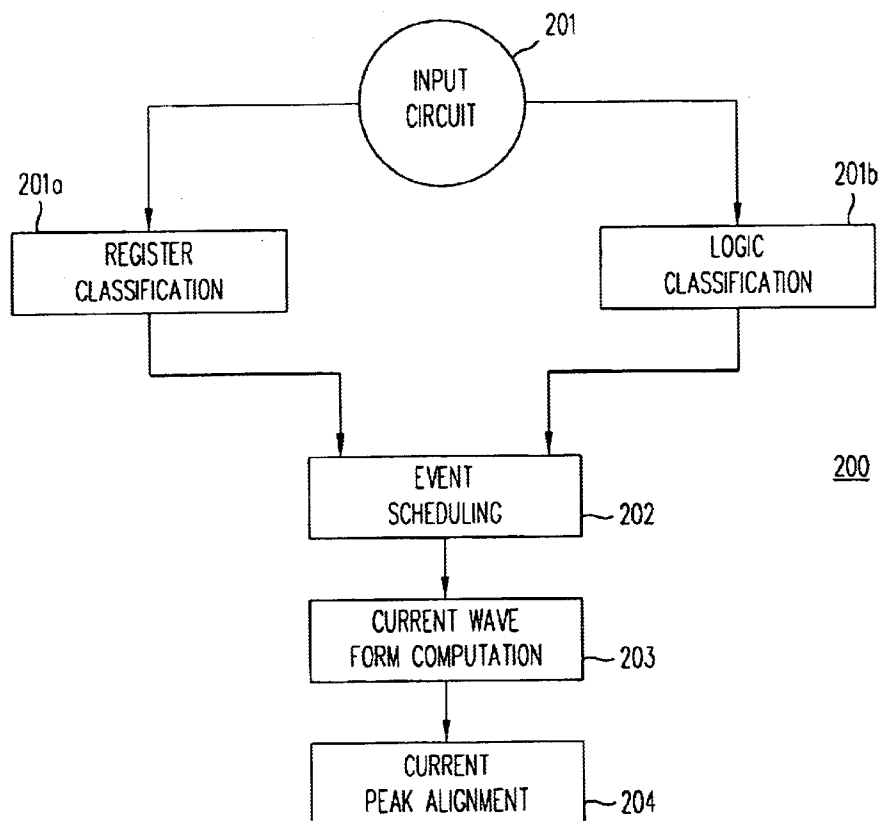 201
INPUT
CIRCUIT
201a
201b
REGISTER
CLASSIFICATION
LOGIC
CLASSIFICATION
EVENT
SCHEDULING
202
200
CURRENT WAVE
FORM COMPUTATION
203
CURRENT
PEAK ALIGNMENT
204